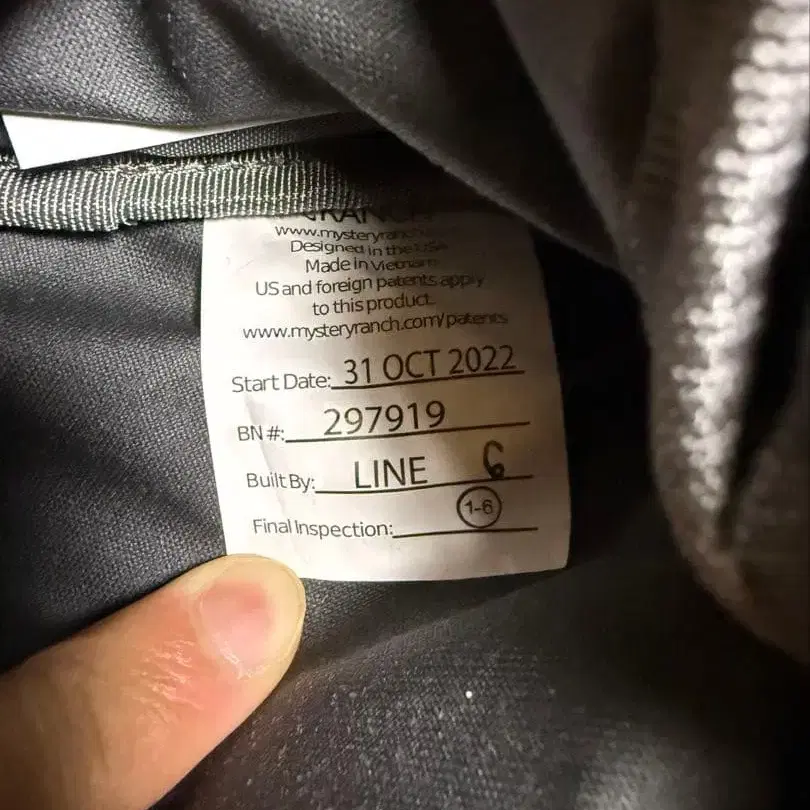 RANCH
www.mysteryranch
Designed in the USA
Made in Vietnam
US and foreign patents apply
to this product.
www.mysteryranch.com/patents
Start Date: 31 OCT 2022
BN #: 297919
Built By: LINE 6
Final Inspection: 1-6